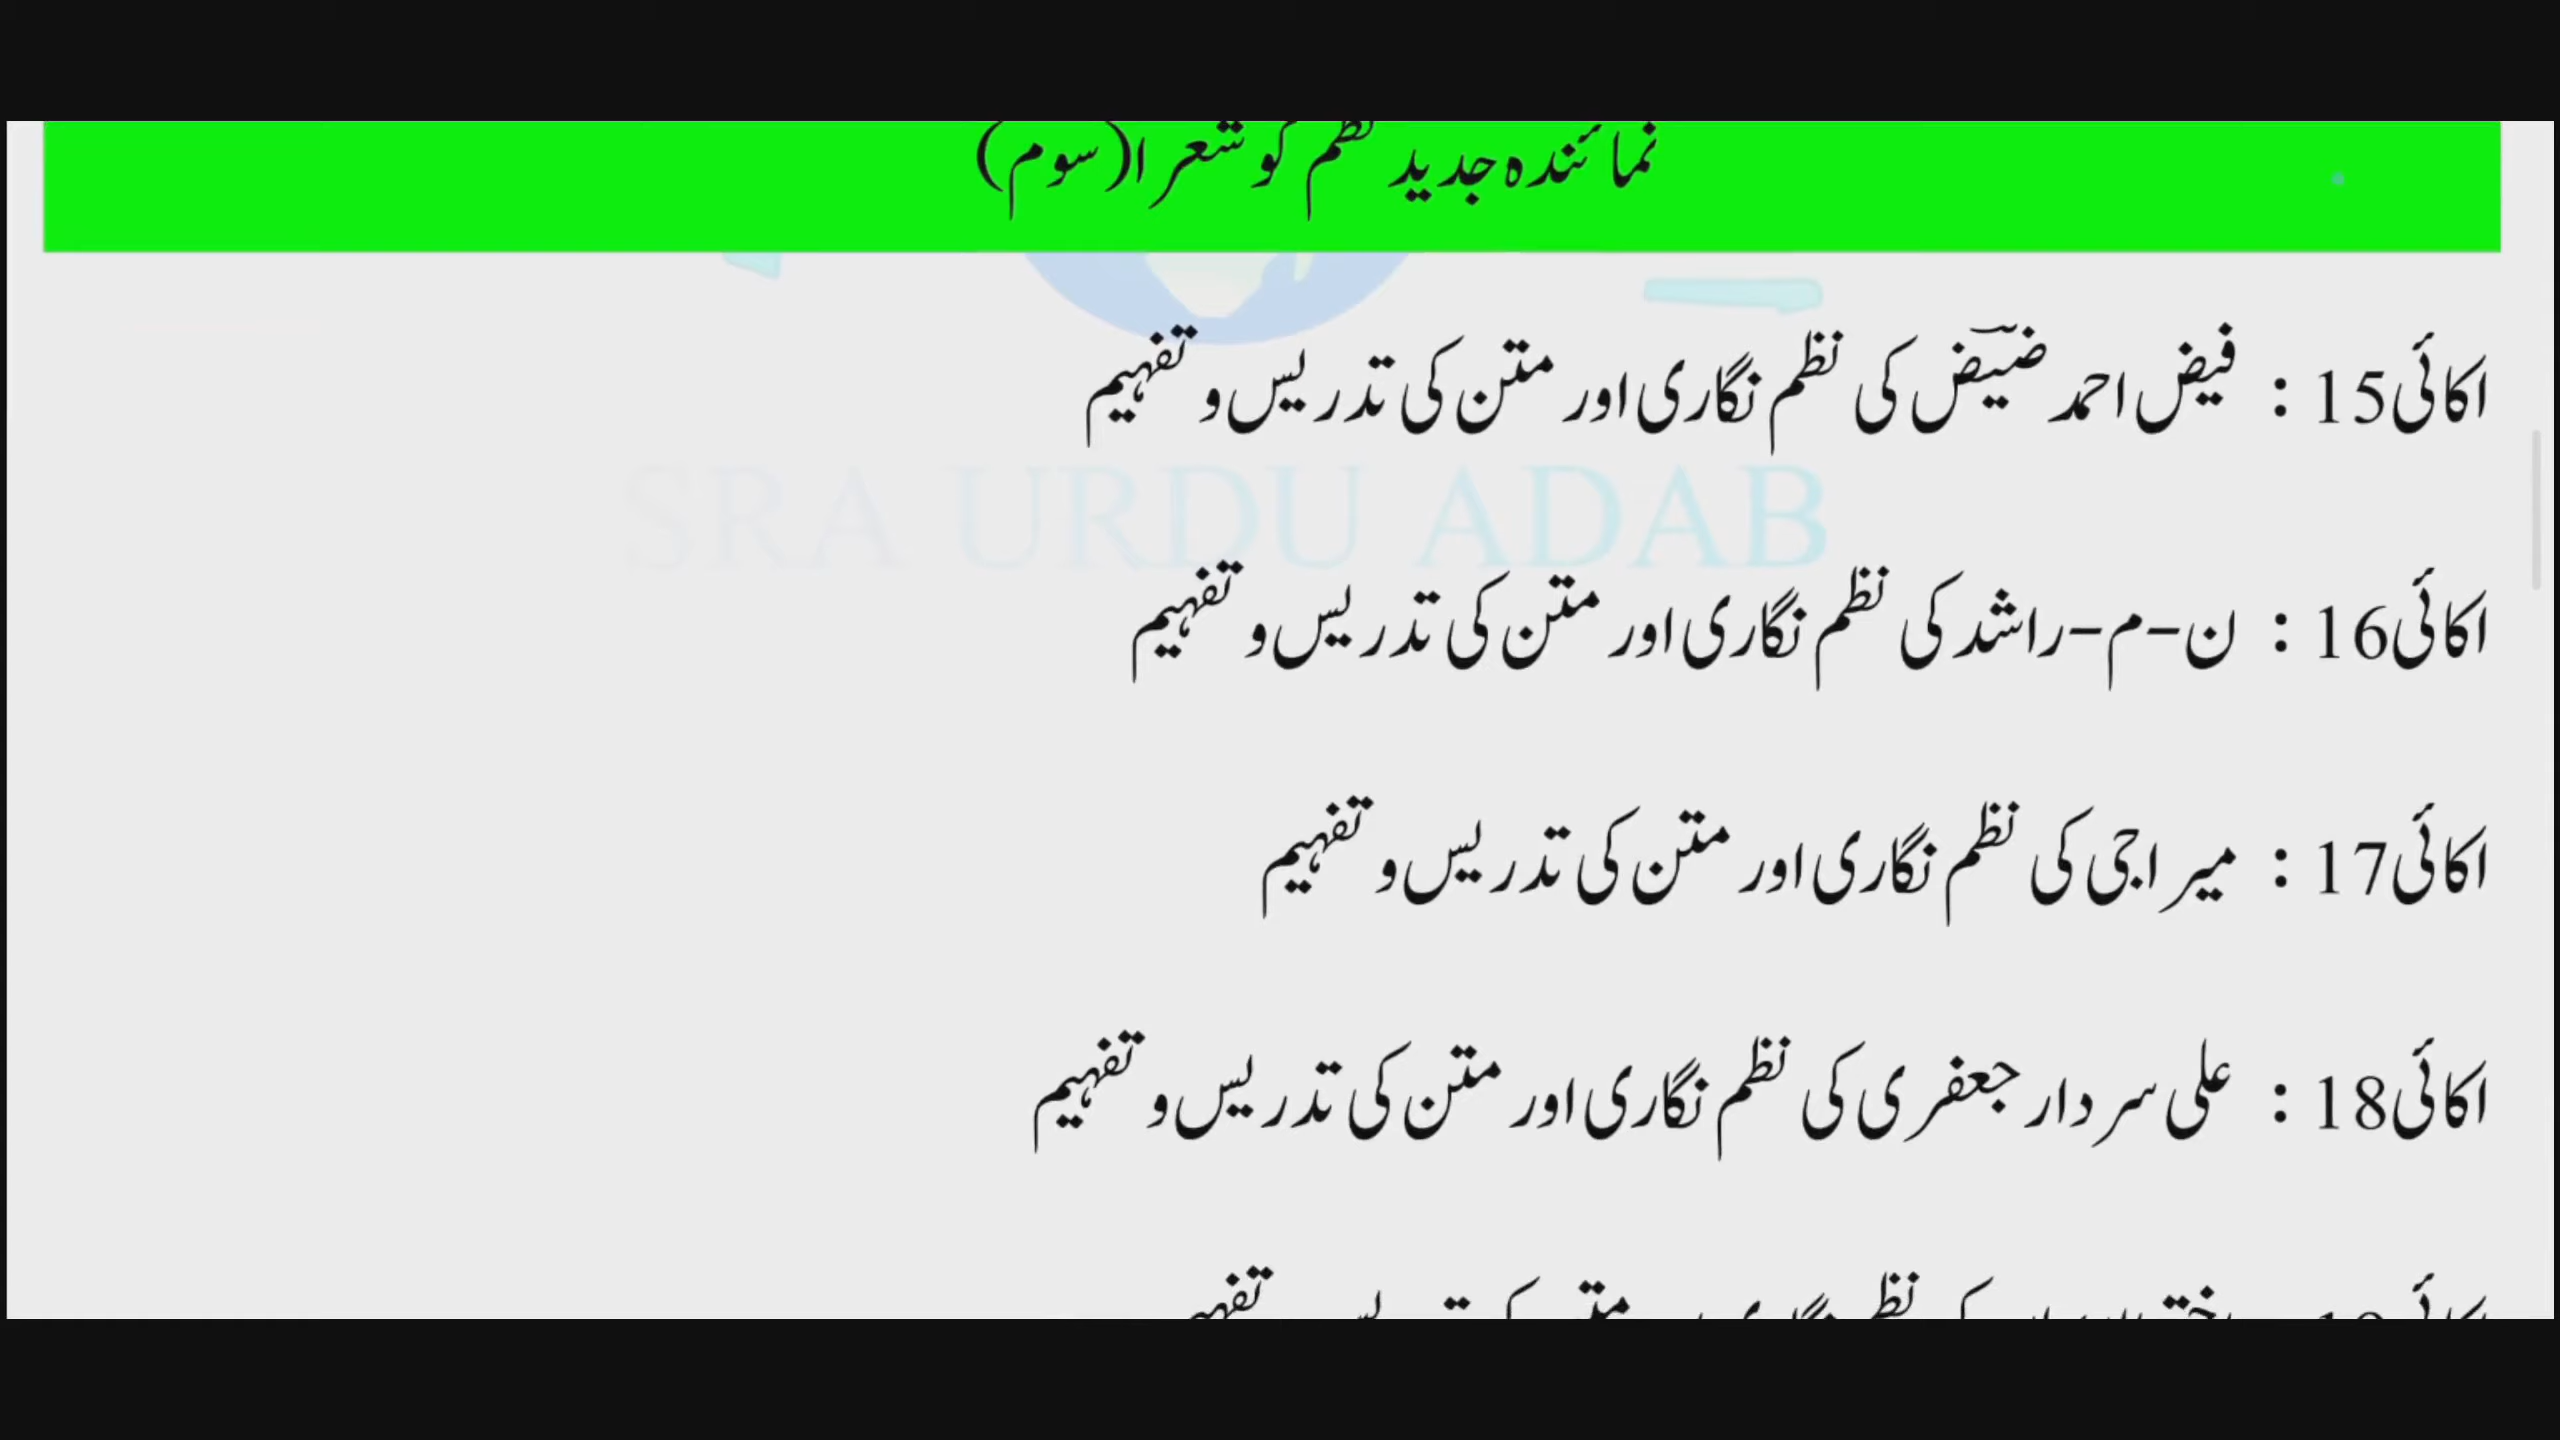 نمائندہ جدید نظم گو شعرا (سوم)
اکائی 15 : فیض احمد فیضؔ کی نظم نگاری اور متن کی تدریس و تفہیم
SRA URDU ADAB
اکائی 16 : ن-م-راشد کی نظم نگاری اور متن کی تدریس و تفہیم
اکائی 17 : میراجی کی نظم نگاری اور متن کی تدریس و تفہیم
اکائی 18 : علی سردار جعفری کی نظم نگاری اور متن کی تدریس و تفہیم